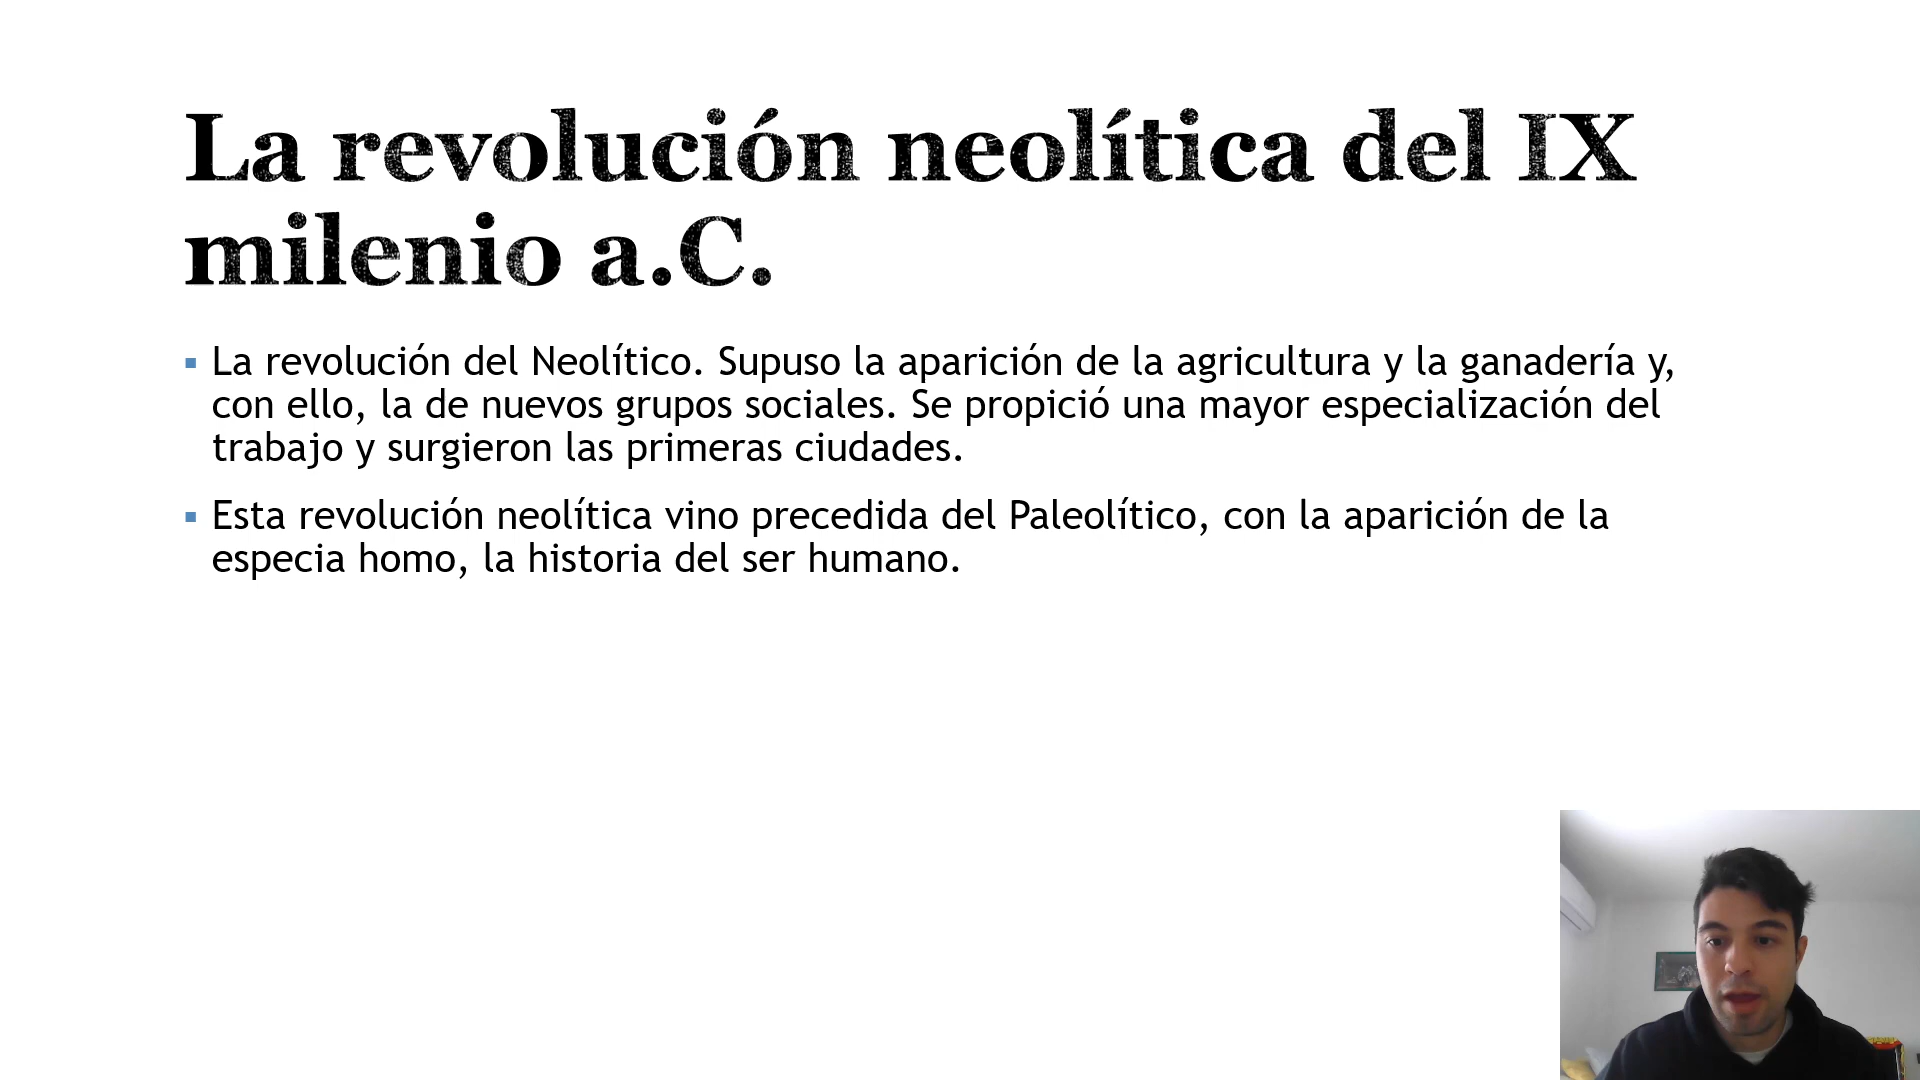 La revolución neolítica del IX
milenio a.C.
La revolución del Neolítico. Supuso la aparición de la agricultura y la ganadería y,
con ello, la de nuevos grupos sociales. Se propició una mayor especialización del
trabajo y surgieron las primeras ciudades.
Esta revolución neolítica vino precedida del Paleolítico, con la aparición de la
especia homo, la historia del ser humano.